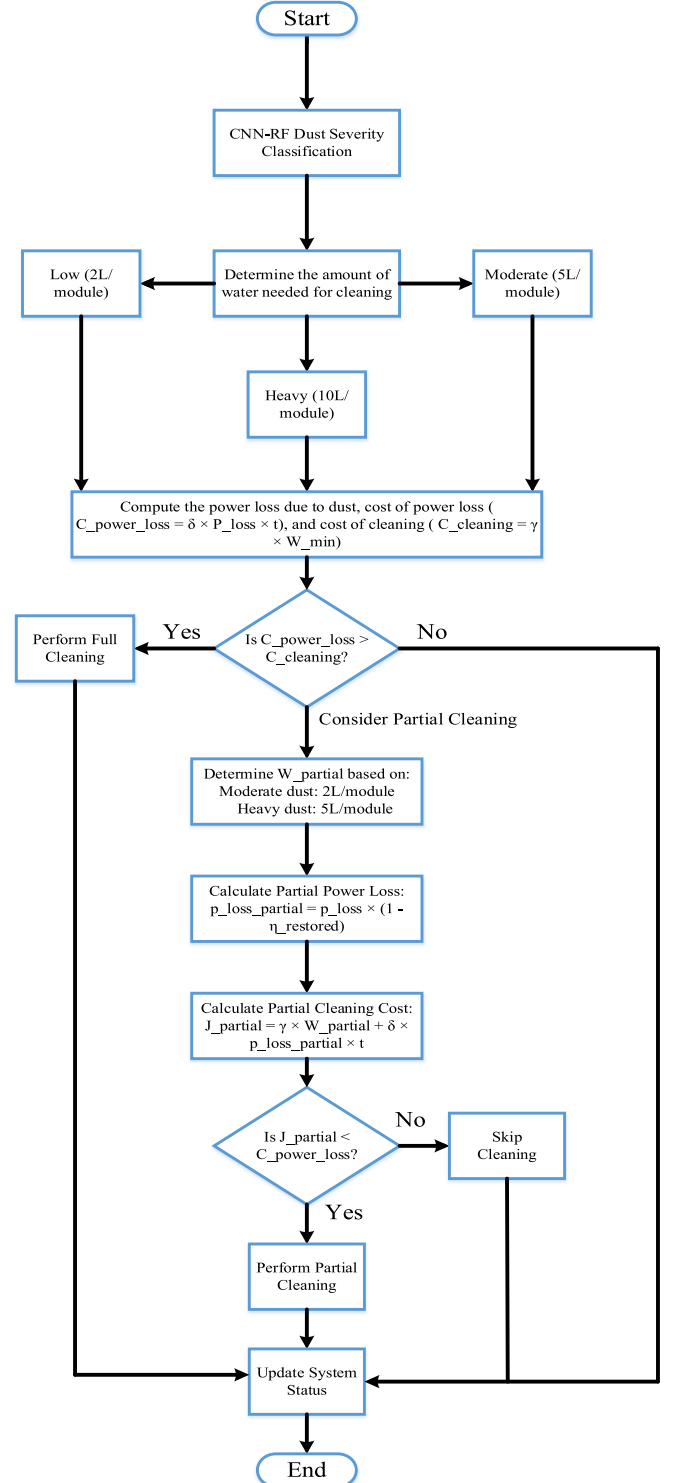 Start
CNN-RF Dust Severity
Classification
Low (2L/
module)
Determine the amount of
water needed for cleaning
Moderate (5L/
module)
Heavy (10L/
module)
Compute the power loss due to dust, cost of power loss (
C_power_loss = δ × P_loss × t), and cost of cleaning ( C_cleaning = γ
× W_min)
Is C_power_loss >
C_cleaning?
Yes
No
Perform Full
Cleaning
Consider Partial Cleaning
Determine W_partial based on:
Moderate dust: 2L/module
Heavy dust: 5L/module
Calculate Partial Power Loss:
p_loss_partial = p_loss × (1 -
η_restored)
Calculate Partial Cleaning Cost:
J_partial = γ × W_partial + δ ×
p_loss_partial × t
Is J_partial <
C_power_loss?
No
Skip
Cleaning
Yes
Perform Partial
Cleaning
Update System
Status
End